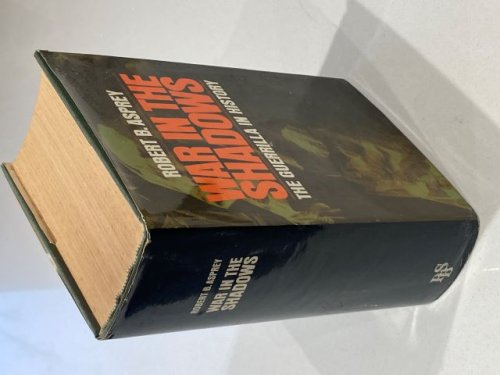 ROBERT B. ASPREY
WAR IN THE
SHADOWS
THE GUERRILLA IN HISTORY
ROBERT B. ASPREY
WAR IN THE
SHADOWS